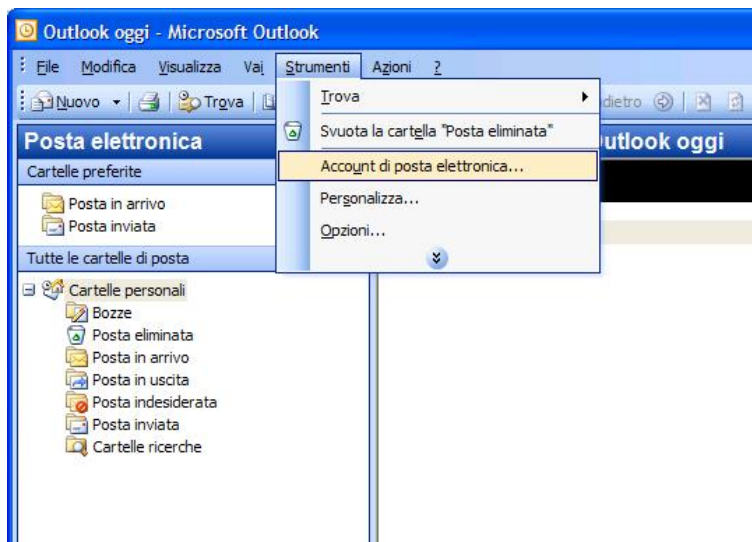 Outlook oggi - Microsoft Outlook
File Modifica Visualizza Vai Strumenti Azioni ?
Nuovo Trova
Trova
Svuota la cartella "Posta eliminata"
Account di posta elettronica...
Personalizza...
Opzioni...
Posta elettronica
Cartelle preferite
Posta in arrivo
Posta inviata
Tutte le cartelle di posta
Cartelle personali
Bozze
Posta eliminata
Posta in arrivo
Posta in uscita
Posta indesiderata
Posta inviata
Cartelle ricerche
dietro
utlook oggi